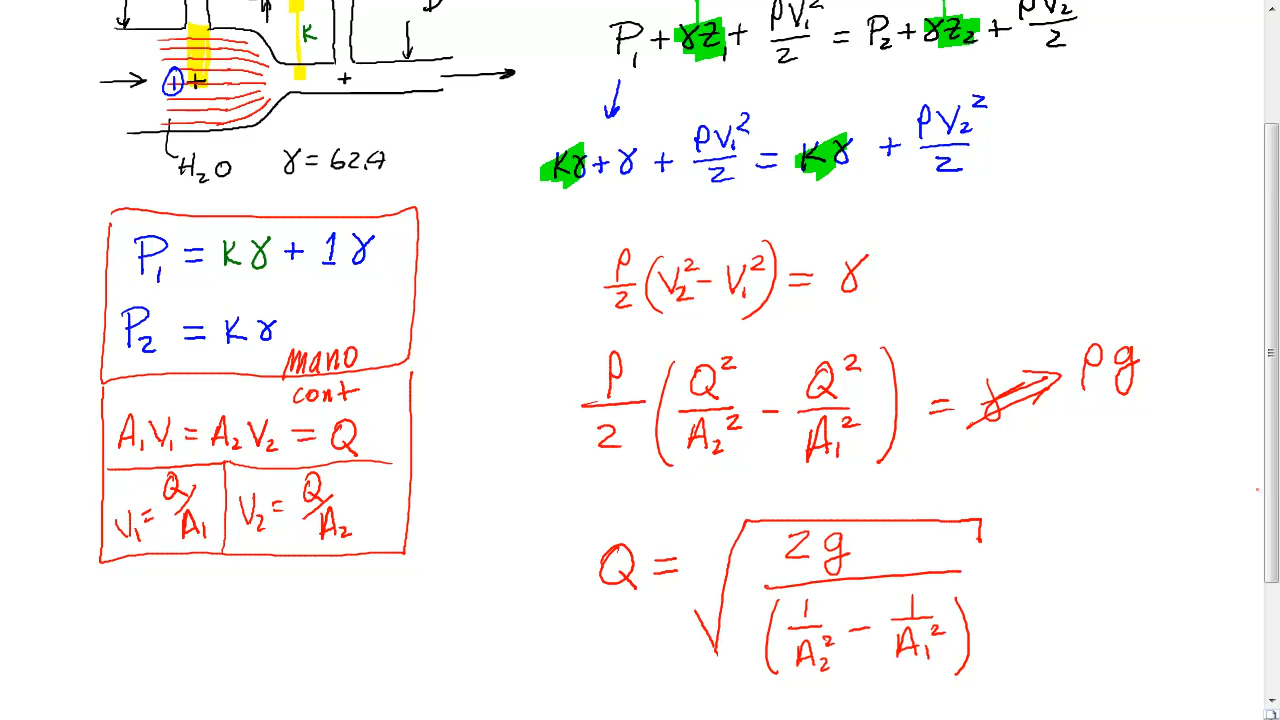 K
D
P₁ + γz₁ + ρV₁²/2 = P₂ + γz₂ + ρV₂²/2
H₂O γ = 62.4
Kγ + γ + ρV₁²/2 = Kγ + ρV₂²/2
P₁ = Kγ + 1γ
P₂ = Kγ
mano
cont
A₁V₁ = A₂V₂ = Q
V₁ = Q/A₁ V₂ = Q/A₂
ρ/2 (V₂² - V₁²) = γ
ρ/2 (Q²/A₂² - Q²/A₁²) = γ ρg
Q = √(2g/(1/A₂² - 1/A₁²))